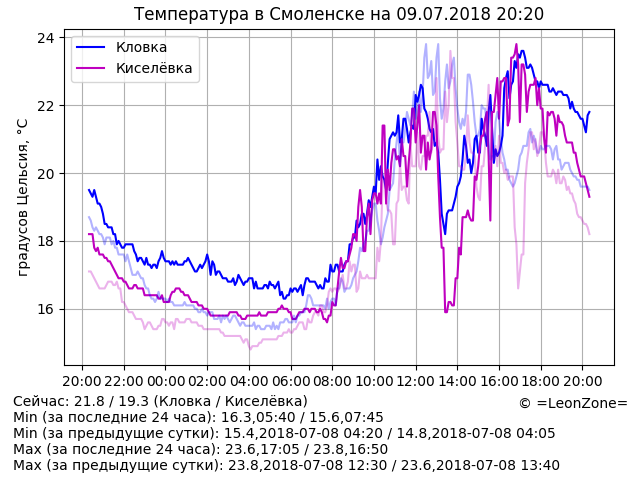 Температура в Смоленске на 09.07.2018 20:20
Кловка
Киселёвка
градусов Цельсия, °C
24
22
20
18
16
20:00 22:00 00:00 02:00 04:00 06:00 08:00 10:00 12:00 14:00 16:00 18:00 20:00
Сейчас: 21.8 / 19.3 (Кловка / Киселёвка)
© =LeonZone=
Min (за последние 24 часа): 16.3,05:40 / 15.6,07:45
Min (за предыдущие сутки): 15.4,2018-07-08 04:20 / 14.8,2018-07-08 04:05
Max (за последние 24 часа): 23.6,17:05 / 23.8,16:50
Max (за предыдущие сутки): 23.8,2018-07-08 12:30 / 23.6,2018-07-08 13:40